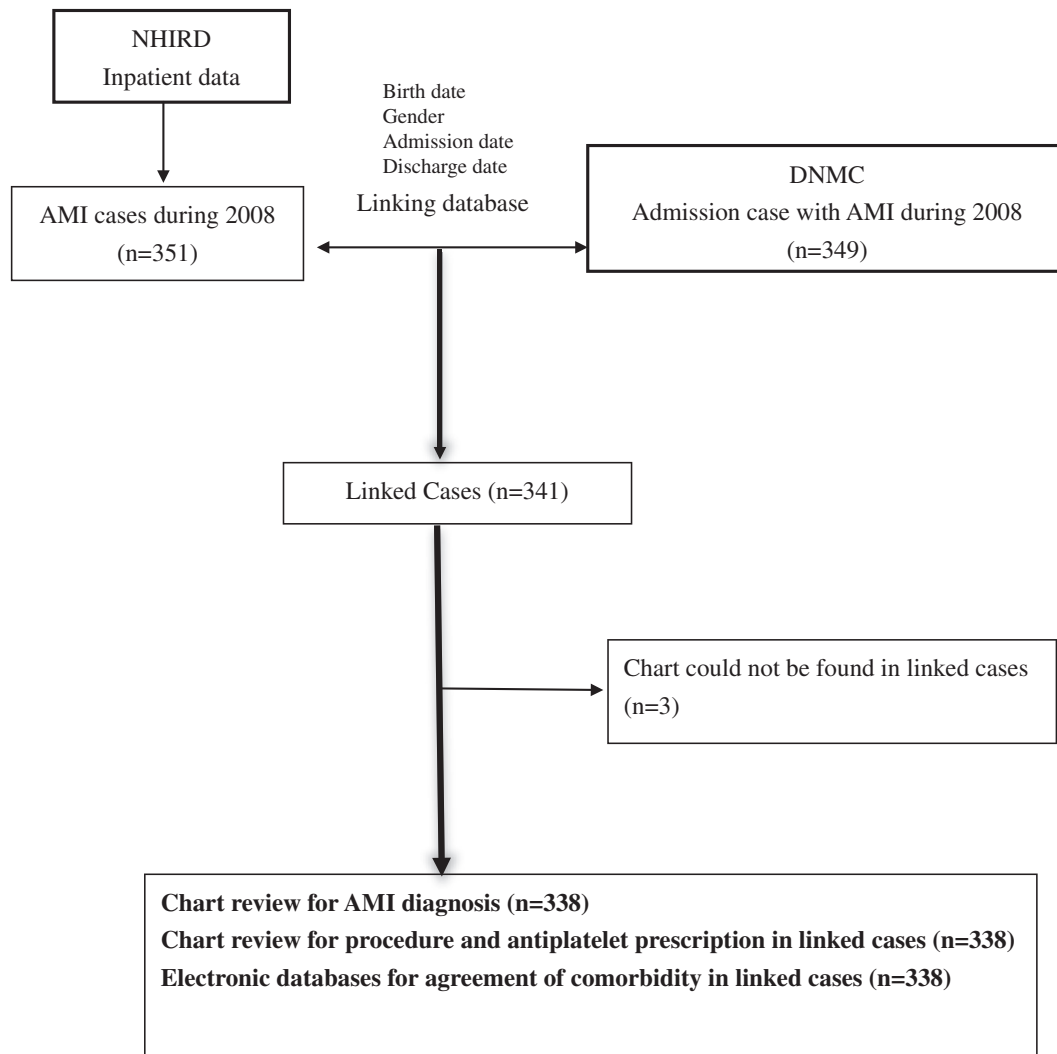 NHIRD
Inpatient data
Birth date
Gender
Admission date
Discharge date
Linking database
AMI cases during 2008
(n=351)
DNMC
Admission case with AMI during 2008
(n=349)
Linked Cases (n=341)
Chart could not be found in linked cases
(n=3)
Chart review for AMI diagnosis (n=338)
Chart review for procedure and antiplatelet prescription in linked cases (n=338)
Electronic databases for agreement of comorbidity in linked cases (n=338)